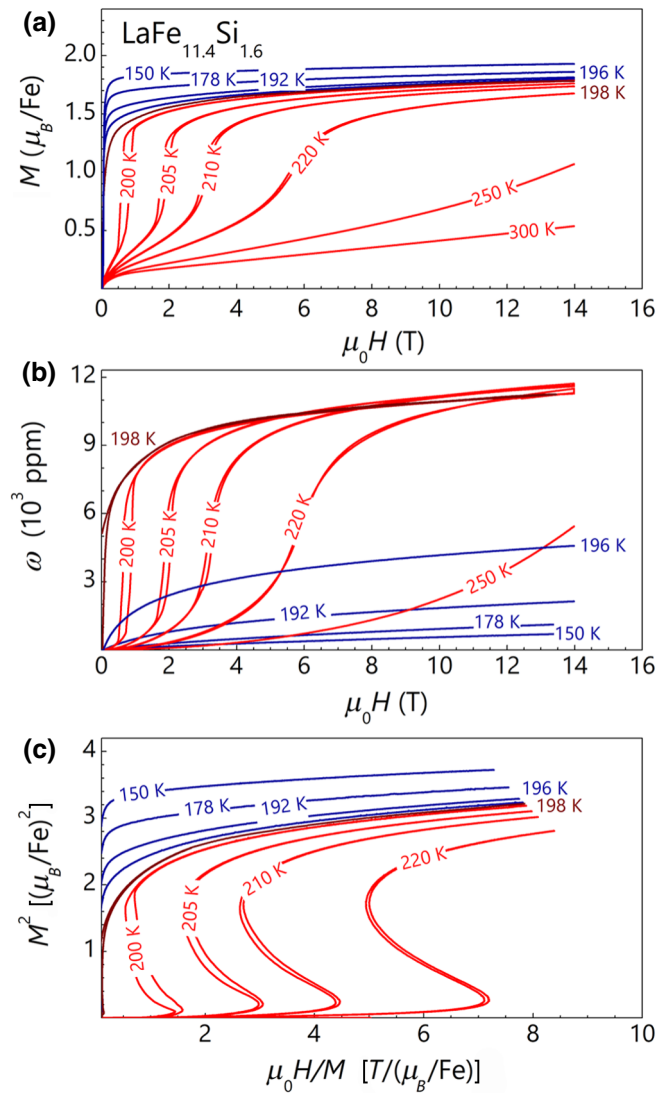 (a)
LaFe11.4Si1.6
2.0
1.5
1.0
0.5
M (μB/Fe)
150 K 178 K 192 K 196 K
198 K
200 K 205 K 210 K 220 K
250 K
300 K
0 2 4 6 8 10 12 14 16
μ0H (T)
(b)
12
9
6
3
0
ω (10³ ppm)
198 K
200 K 205 K 210 K 220 K
196 K
250 K
192 K
178 K
150 K
0 2 4 6 8 10 12 14 16
μ0H (T)
(c)
4
3
2
1
M² [(μB/Fe)²]
150 K
178 K 192 K 196 K
198 K
200 K 205 K 210 K 220 K
2 4 6 8 10
μ0H/M [T/(μB/Fe)]